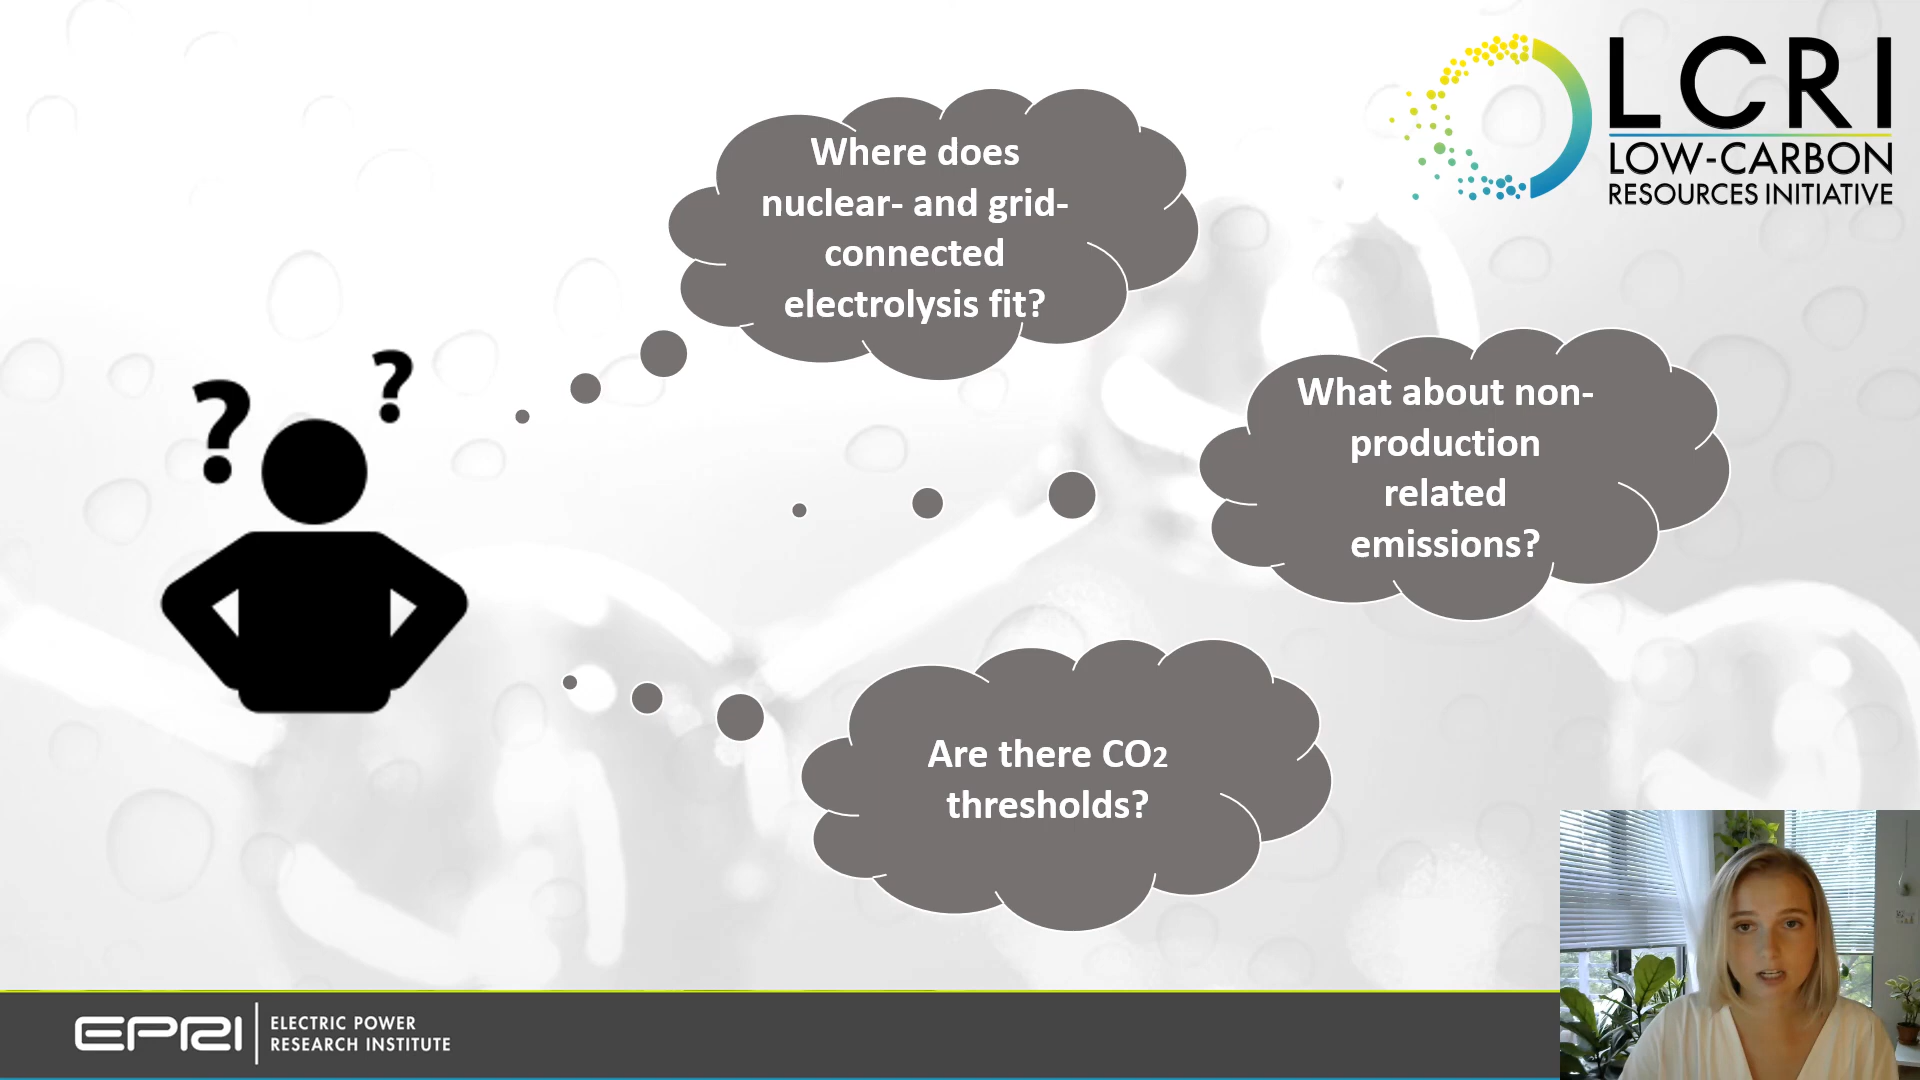 LCRI
LOW-CARBON
RESOURCES INITIATIVE
Where does
nuclear- and grid-
connected
electrolysis fit?
? ?
What about non-
production
related
emissions?
Are there CO2
thresholds?
EPRI
ELECTRIC POWER
RESEARCH INSTITUTE